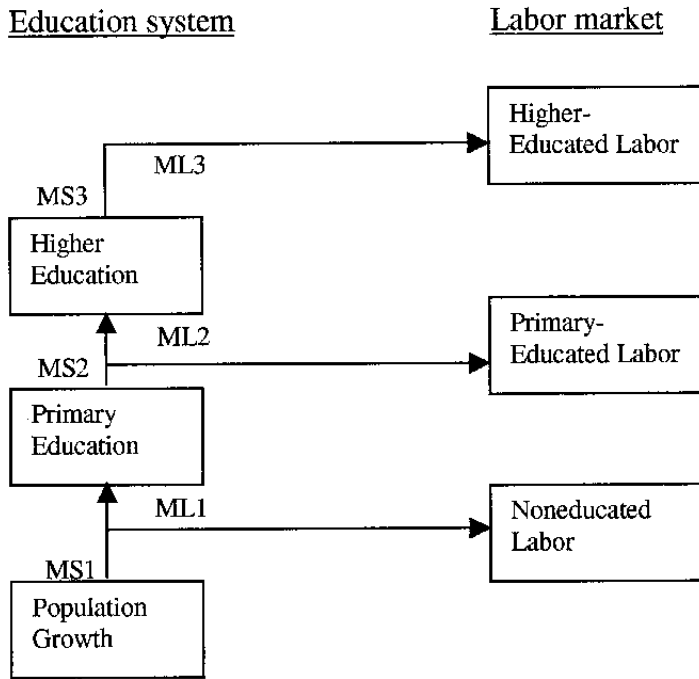 Education system
Labor market
Higher-
Educated Labor
ML3
MS3
Higher
Education
ML2
Primary-
Educated Labor
MS2
Primary
Education
ML1
Noneducated
Labor
MS1
Population
Growth